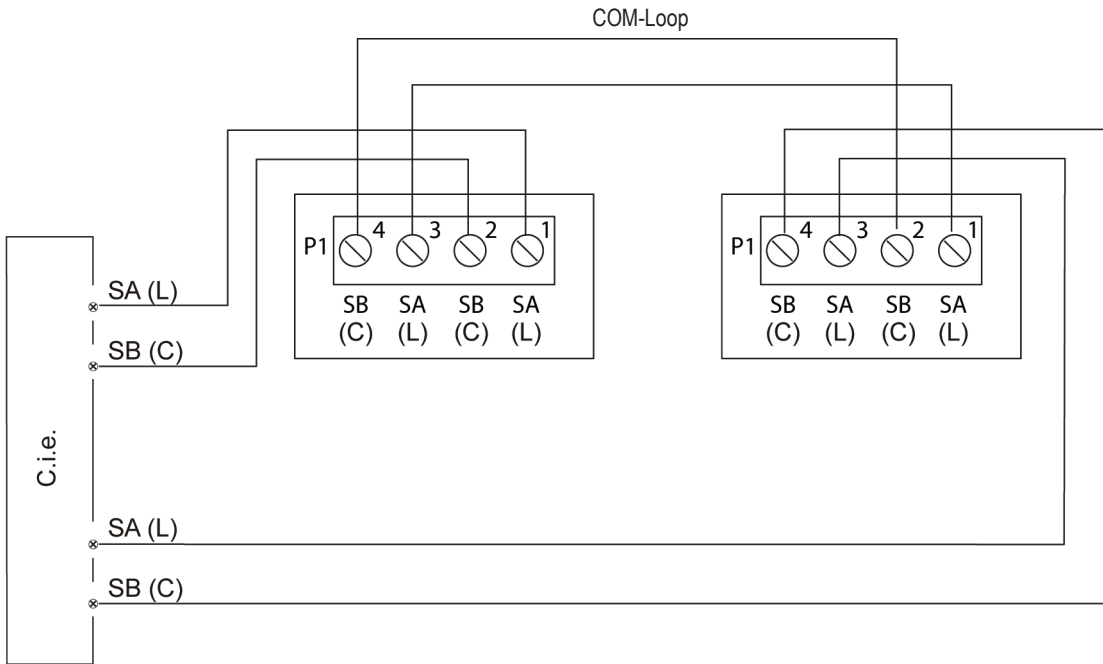 COM-Loop
P1 4 3 2 1
SB SA SB SA
(C) (L) (C) (L)
P1 4 3 2 1
SB SA SB SA
(C) (L) (C) (L)
C.i.e.
SA (L)
SB (C)
SA (L)
SB (C)